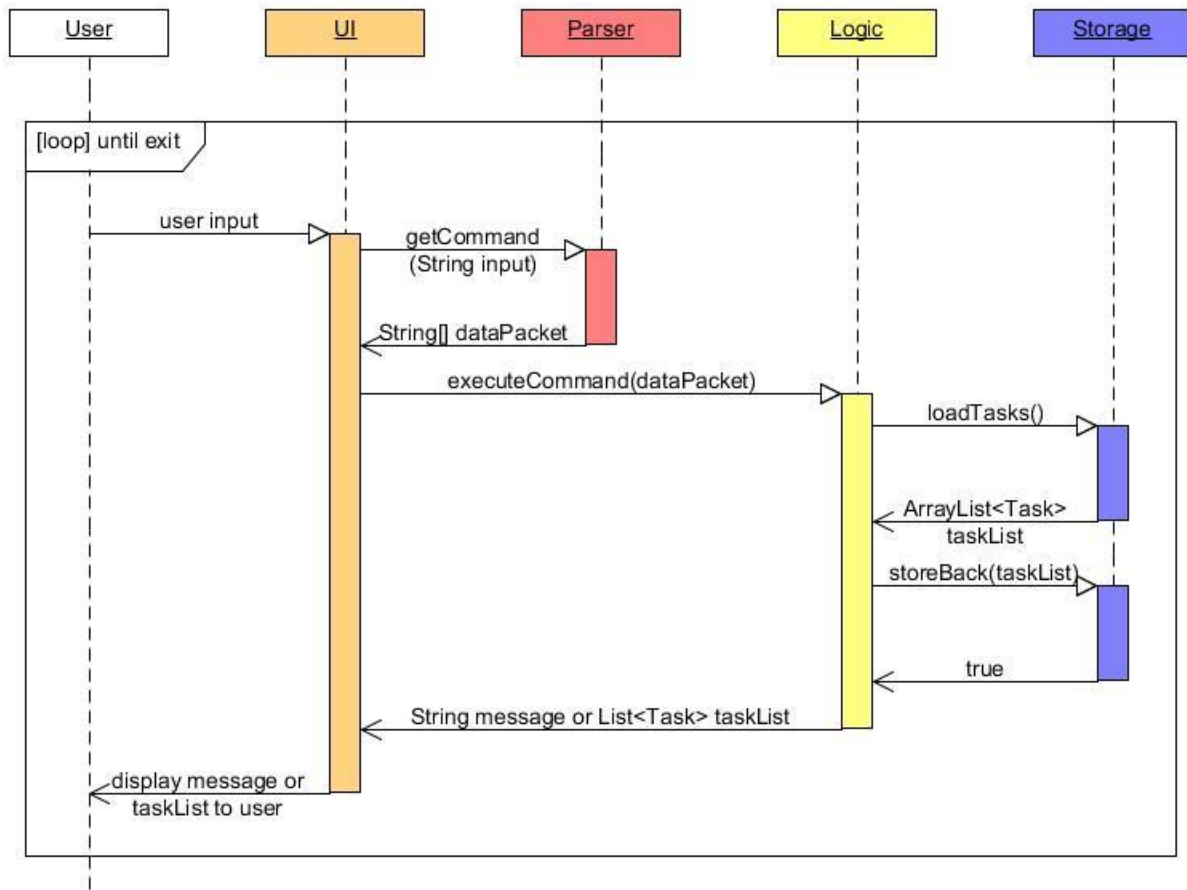 User
UI
Parser
Logic
Storage
[loop] until exit
user input
getCommand
(String input)
String[] dataPacket
executeCommand(dataPacket)
loadTasks()
ArrayList<Task>
taskList
storeBack(taskList)
true
String message or List<Task> taskList
display message or
taskList to user